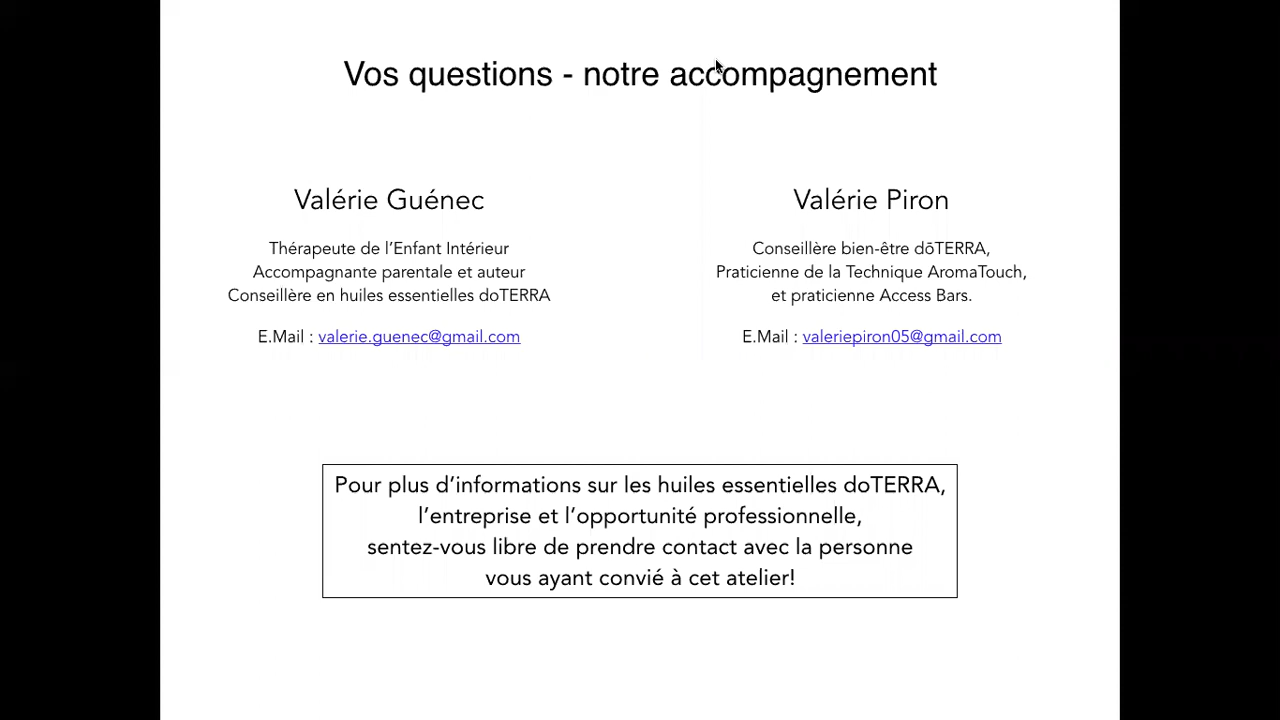 Vos questions - notre accompagnement
Valérie Guénec
Thérapeute de l'Enfant Intérieur
Accompagnante parentale et auteur
Conseillère en huiles essentielles doTERRA
E.Mail : valerie.guenec@gmail.com
Valérie Piron
Conseillère bien-être dōTERRA,
Praticienne de la Technique AromaTouch,
et praticienne Access Bars.
E.Mail : valeriepiron05@gmail.com
Pour plus d'informations sur les huiles essentielles doTERRA,
l'entreprise et l'opportunité professionnelle,
sentez-vous libre de prendre contact avec la personne
vous ayant convié à cet atelier!